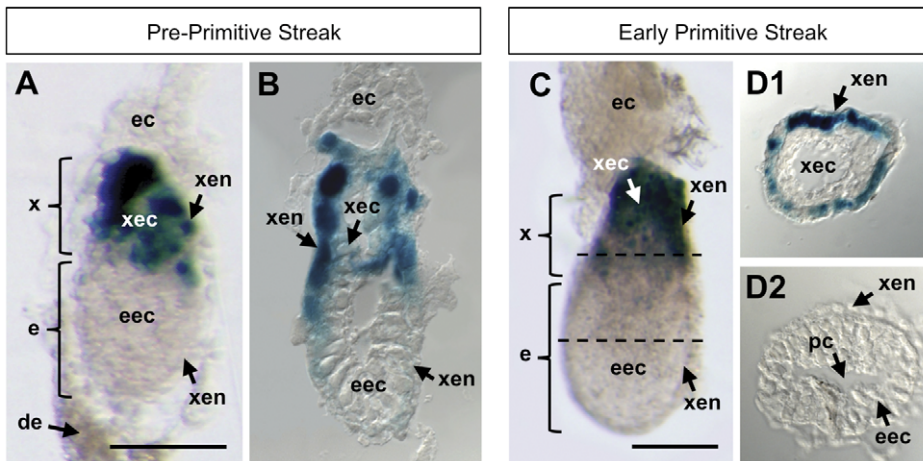 Pre-Primitive Streak
Early Primitive Streak
A
ec
x
xec
xen
e
eec
xen
de
B
ec
xen
xec
eec
xen
C
ec
xec
xen
x
e
eec
xen
D1
xen
xec
D2
xen
pc
eec